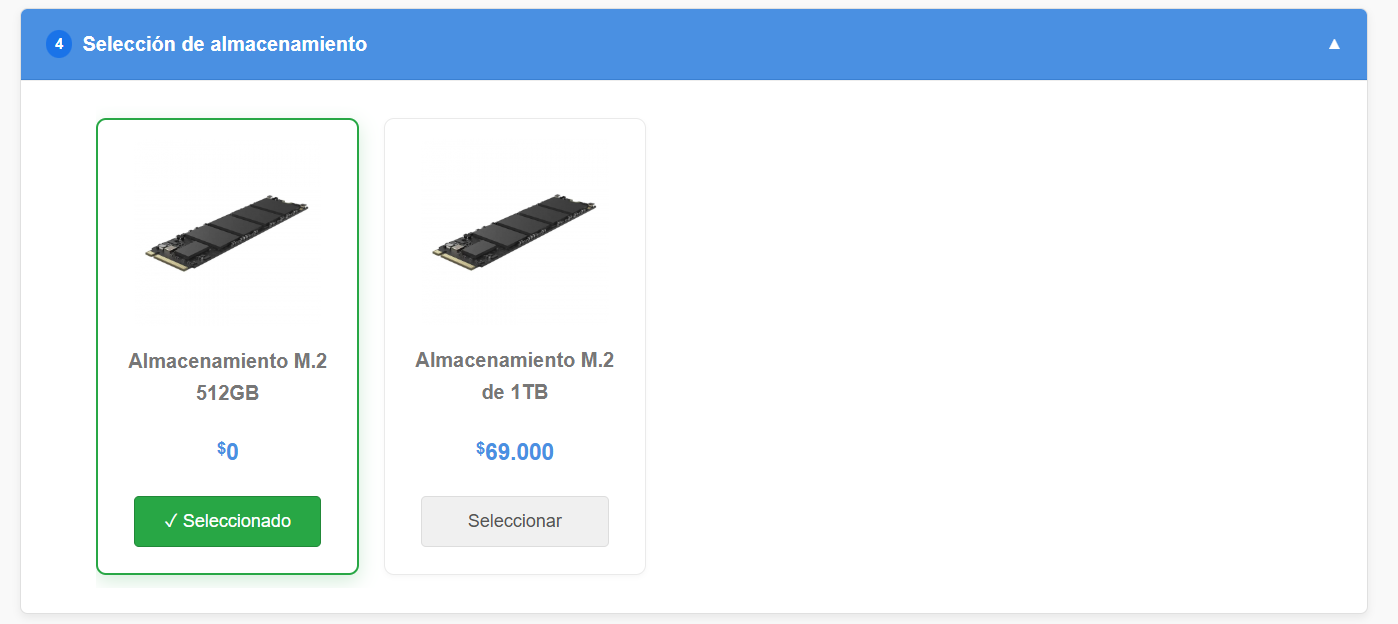 4 Selección de almacenamiento ▲
Almacenamiento M.2
512GB
$0
✓ Seleccionado
Almacenamiento M.2
de 1TB
$69.000
Seleccionar